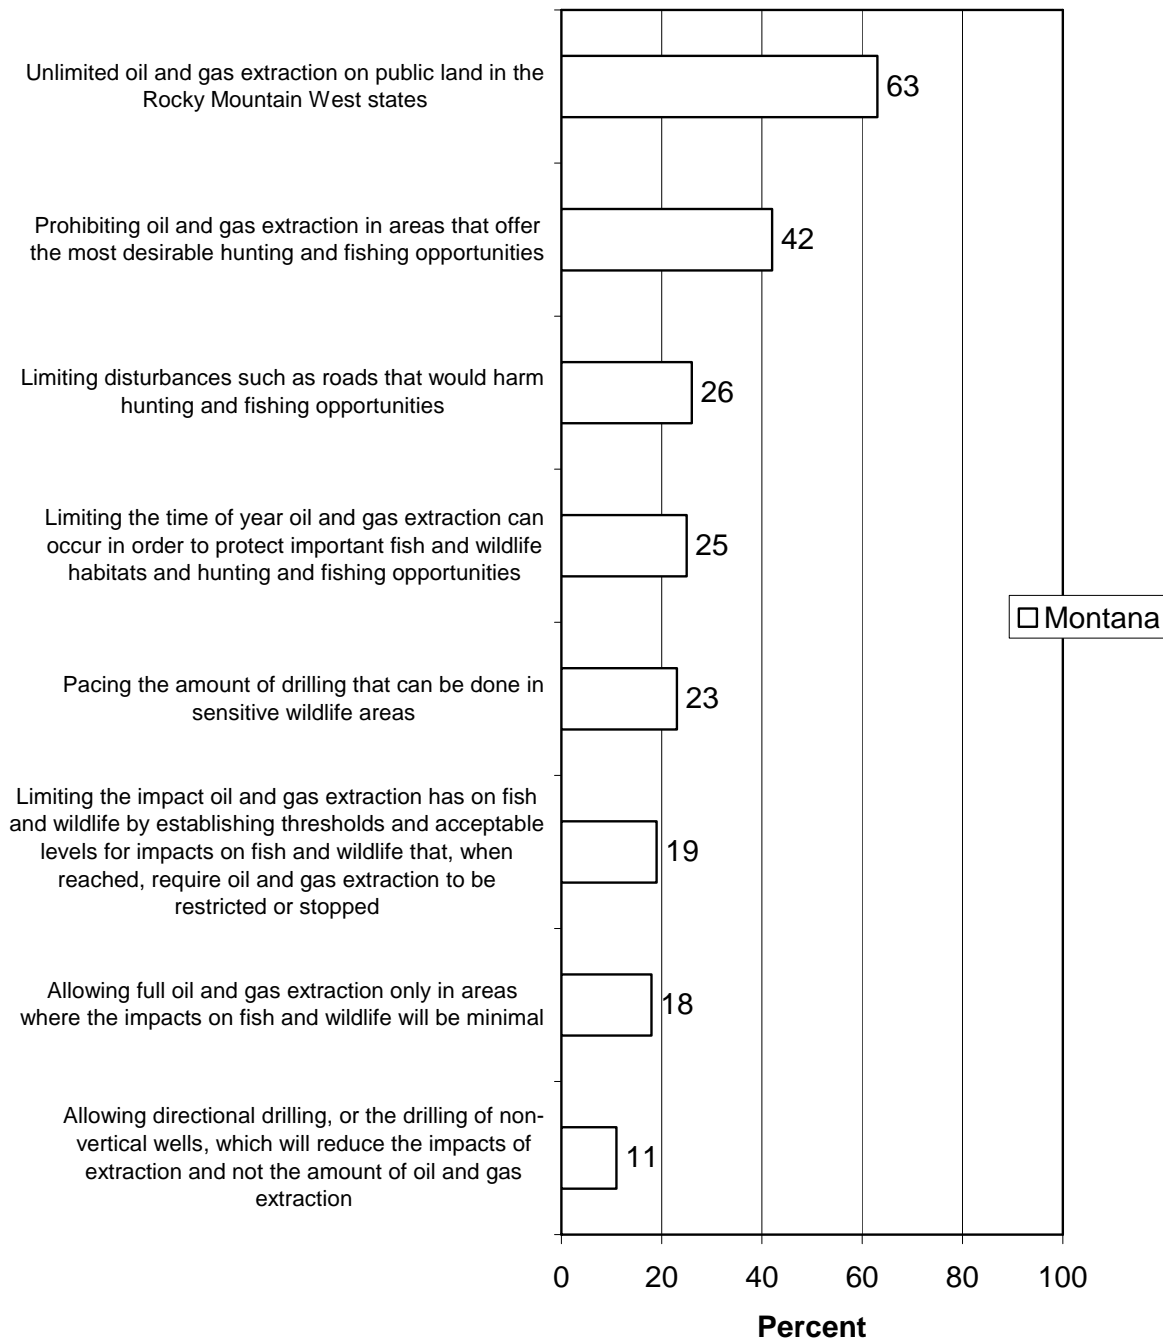 Unlimited oil and gas extraction on public land in the
Rocky Mountain West states
63
Prohibiting oil and gas extraction in areas that offer
the most desirable hunting and fishing opportunities
42
Limiting disturbances such as roads that would harm
hunting and fishing opportunities
26
Limiting the time of year oil and gas extraction can
occur in order to protect important fish and wildlife
habitats and hunting and fishing opportunities
25
Montana
Pacing the amount of drilling that can be done in
sensitive wildlife areas
23
Limiting the impact oil and gas extraction has on fish
and wildlife by establishing thresholds and acceptable
levels for impacts on fish and wildlife that, when
reached, require oil and gas extraction to be
restricted or stopped
19
Allowing full oil and gas extraction only in areas
where the impacts on fish and wildlife will be minimal
18
Allowing directional drilling, or the drilling of non-
vertical wells, which will reduce the impacts of
extraction and not the amount of oil and gas
extraction
11
0 20 40 60 80 100
Percent